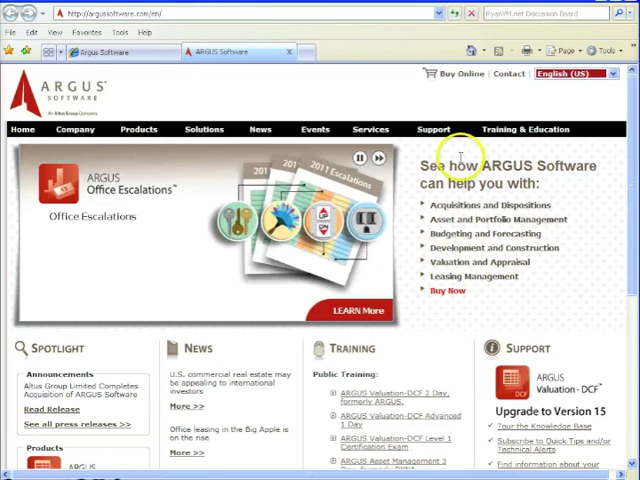 http://argussoftware.com/en/
RyanVM.net Discussion Board
File Edit View Favorites Tools Help
Argus Software
ARGUS Software
Page
Tools
Buy Online | Contact
English (US)
ARGUS
SOFTWARE
An Altus Group Company
Home Company Products Solutions News Events Services Support Training & Education
ARGUS
Office Escalations™
Office Escalations
2011
2011
2011 Escalations
UP
DN
LEARN More
See how ARGUS Software
can help you with:
Acquisitions and Dispositions
Asset and Portfolio Management
Budgeting and Forecasting
Development and Construction
Valuation and Appraisal
Leasing Management
Buy Now
SPOTLIGHT
Announcements
Altus Group Limited Completes
Acquisition of ARGUS Software
Read Release
See all press releases >>
Products
ARGUS
NEWS
U.S. commercial real estate may
be appealing to international
investors
More >>
Office leasing in the Big Apple is
on the rise
More >>
TRAINING
Public Training:
ARGUS Valuation-DCF 2 Day,
formerly ARGUS,
ARGUS Valuation-DCF Advanced
1 Day
ARGUS Valuation-DCF Level 1
Certification Exam
ARGUS Asset Management 3
SUPPORT
DCF
ARGUS
Valuation - DCF™
Upgrade to Version 15
Tour the Knowledge Base
Subscribe to Quick Tips and/or
Technical Alerts
Find information about your